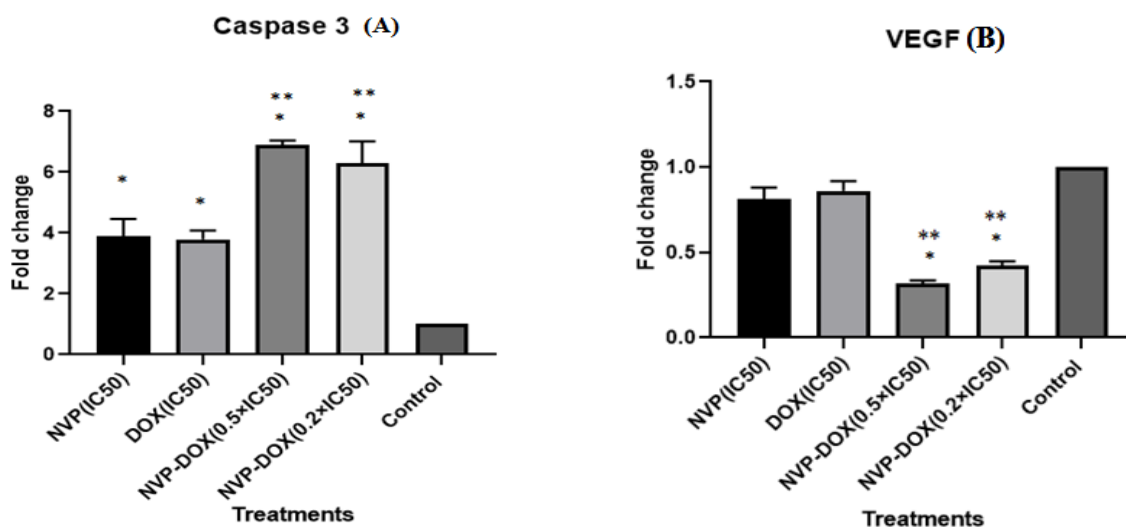 Caspase 3 (A)
Fold change
8
6
4
2
0
*
*
**
*
**
*
NVP(IC50)
DOX(IC50)
NVP-DOX(0.5×IC50)
NVP-DOX(0.2×IC50)
Control
Treatments
VEGF (B)
Fold change
1.5
1.0
0.5
0.0
**
*
**
*
NVP(IC50)
DOX(IC50)
NVP-DOX(0.5×IC50)
NVP-DOX(0.2×IC50)
Control
Treatments